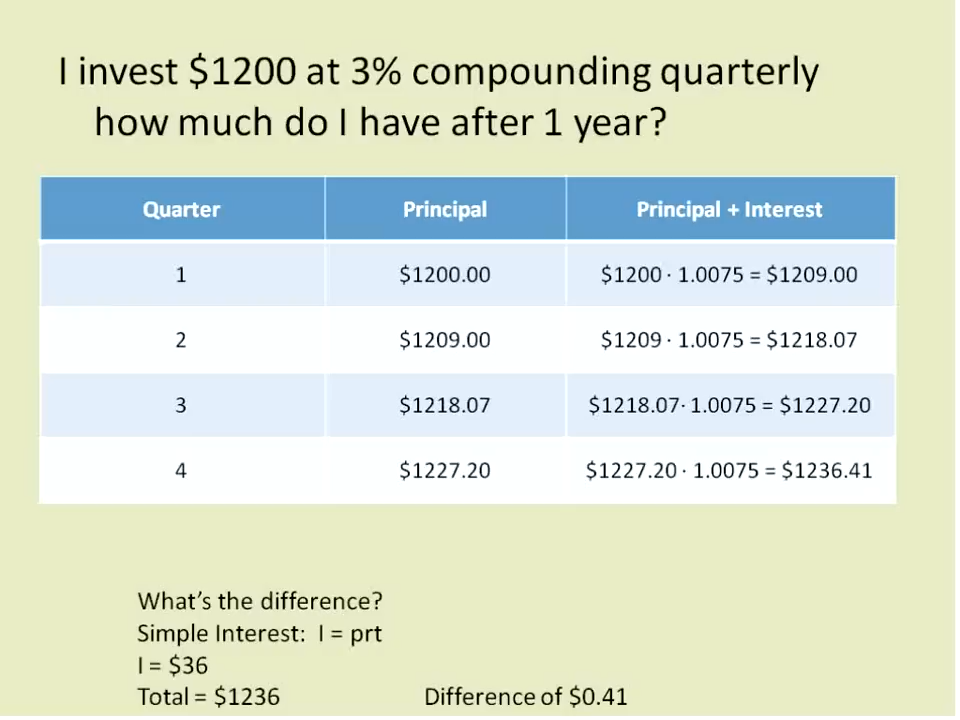 I invest $1200 at 3% compounding quarterly
how much do I have after 1 year?
Quarter Principal Principal + Interest
1 $1200.00 $1200 · 1.0075 = $1209.00
2 $1209.00 $1209 · 1.0075 = $1218.07
3 $1218.07 $1218.07· 1.0075 = $1227.20
4 $1227.20 $1227.20 · 1.0075 = $1236.41
What's the difference?
Simple Interest: I = prt
I = $36
Total = $1236 Difference of $0.41